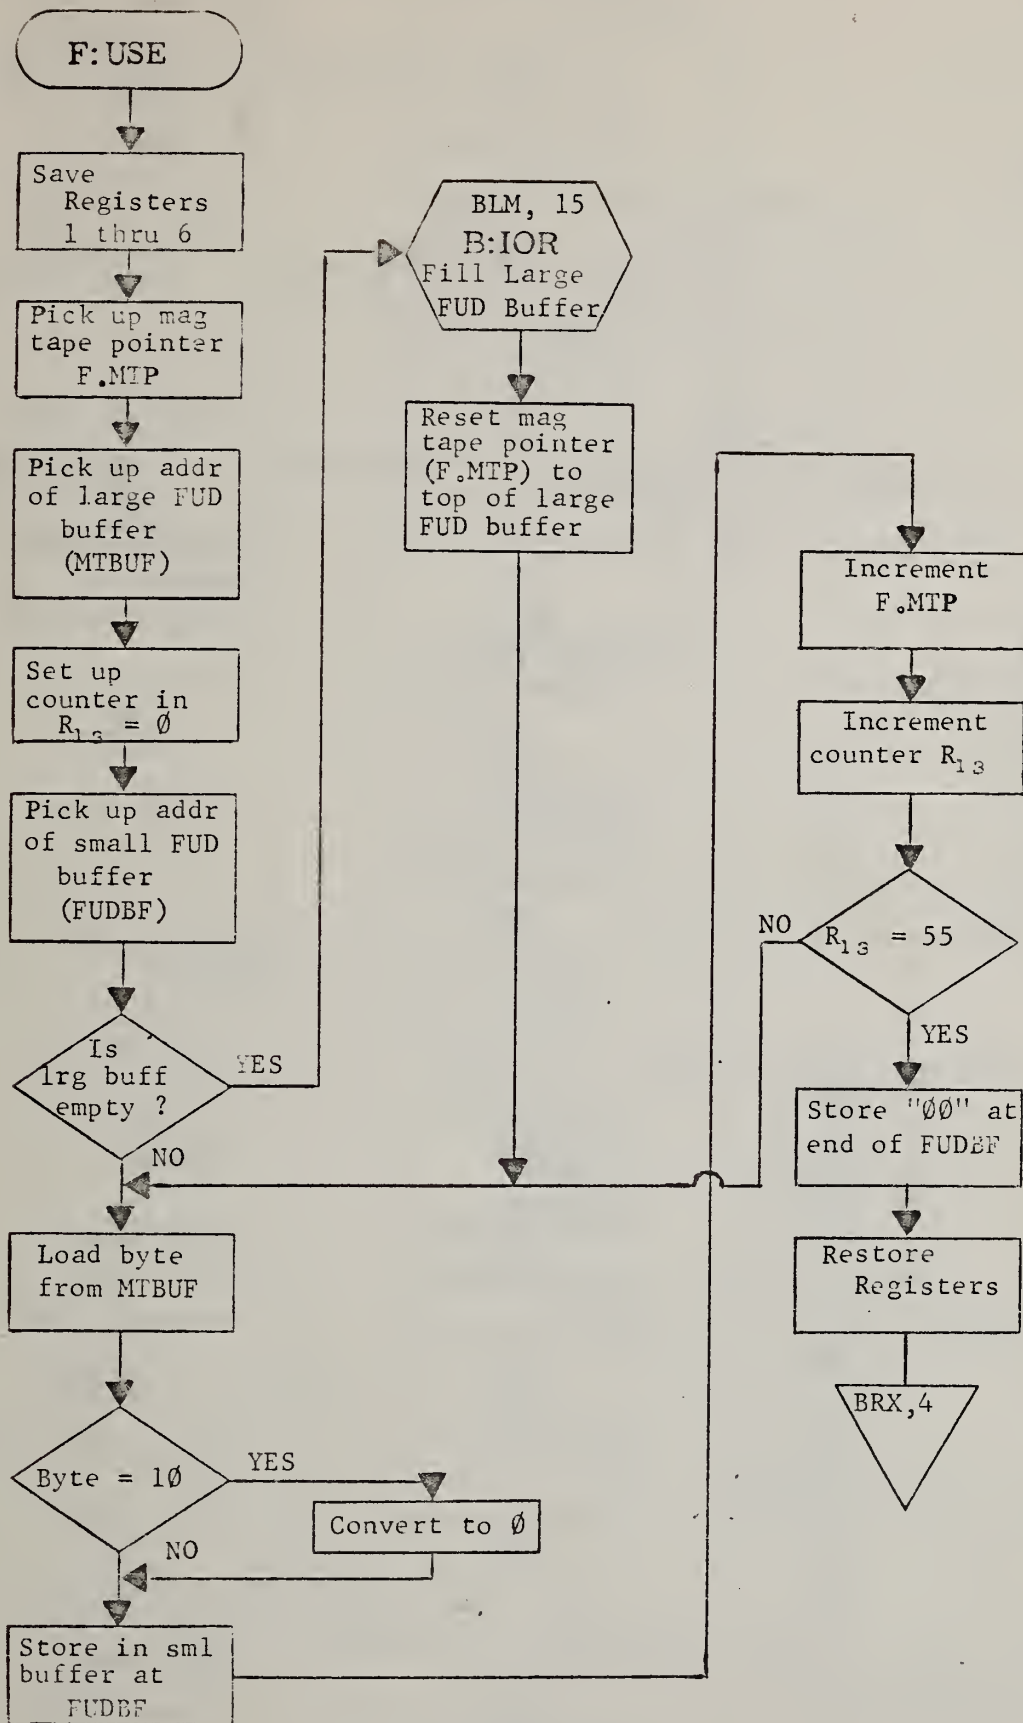 F:USE
Save
Registers
1 thru 6
Pick up mag
tape pointer
F.MTP
Pick up addr
of large FUD
buffer
(MTBUF)
Set up
counter in
R₁₃ = Ø
Pick up addr
of small FUD
buffer
(FUDBF)
Is
lrg buff
empty ?
YES
NO
Load byte
from MTBUF
Byte = 1Ø
YES
Convert to Ø
NO
Store in sml
buffer at
FUDBF
BLM, 15
B:IOR
Fill Large
FUD Buffer
Reset mag
tape pointer
(F.MTP) to
top of large
FUD buffer
Increment
F.MTP
Increment
counter R₁₃
NO
R₁₃ = 55
YES
Store "ØØ" at
end of FUDBF
Restore
Registers
BRX,4